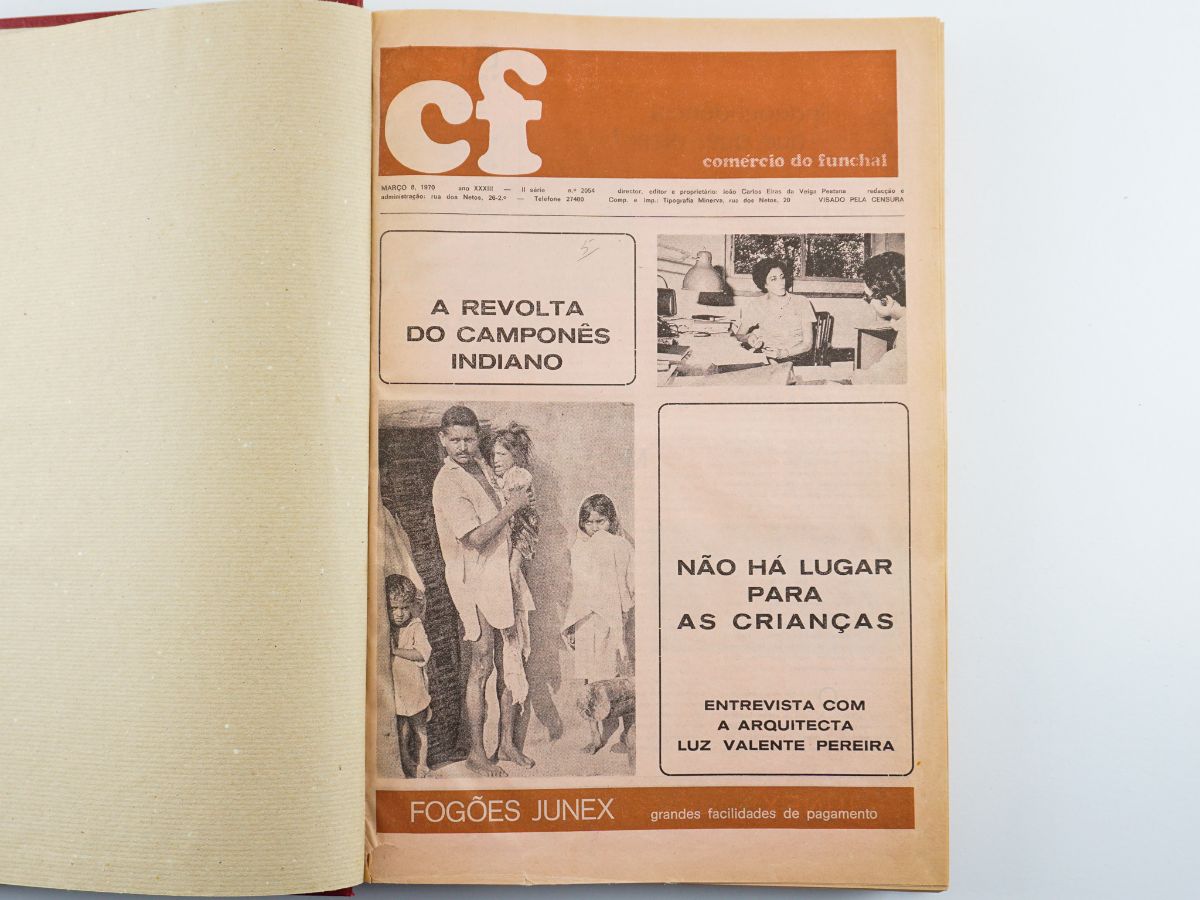 cf
comércio do funchal
MARÇO 8, 1970 ano XXXIII — II série n.º 2054 director, editor e proprietário: João Carlos Eiras da Veiga Pestana redacção e
administração: rua dos Netos, 26-2.º — Telefone 27480 Comp. e Imp.: Tipografia Minerva, rua dos Netos, 20 VISADO PELA CENSURA
5
A REVOLTA
DO CAMPONÊS
INDIANO
NÃO HÁ LUGAR
PARA
AS CRIANÇAS
ENTREVISTA COM
A ARQUITECTA
LUZ VALENTE PEREIRA
FOGÕES JUNEX grandes facilidades de pagamento